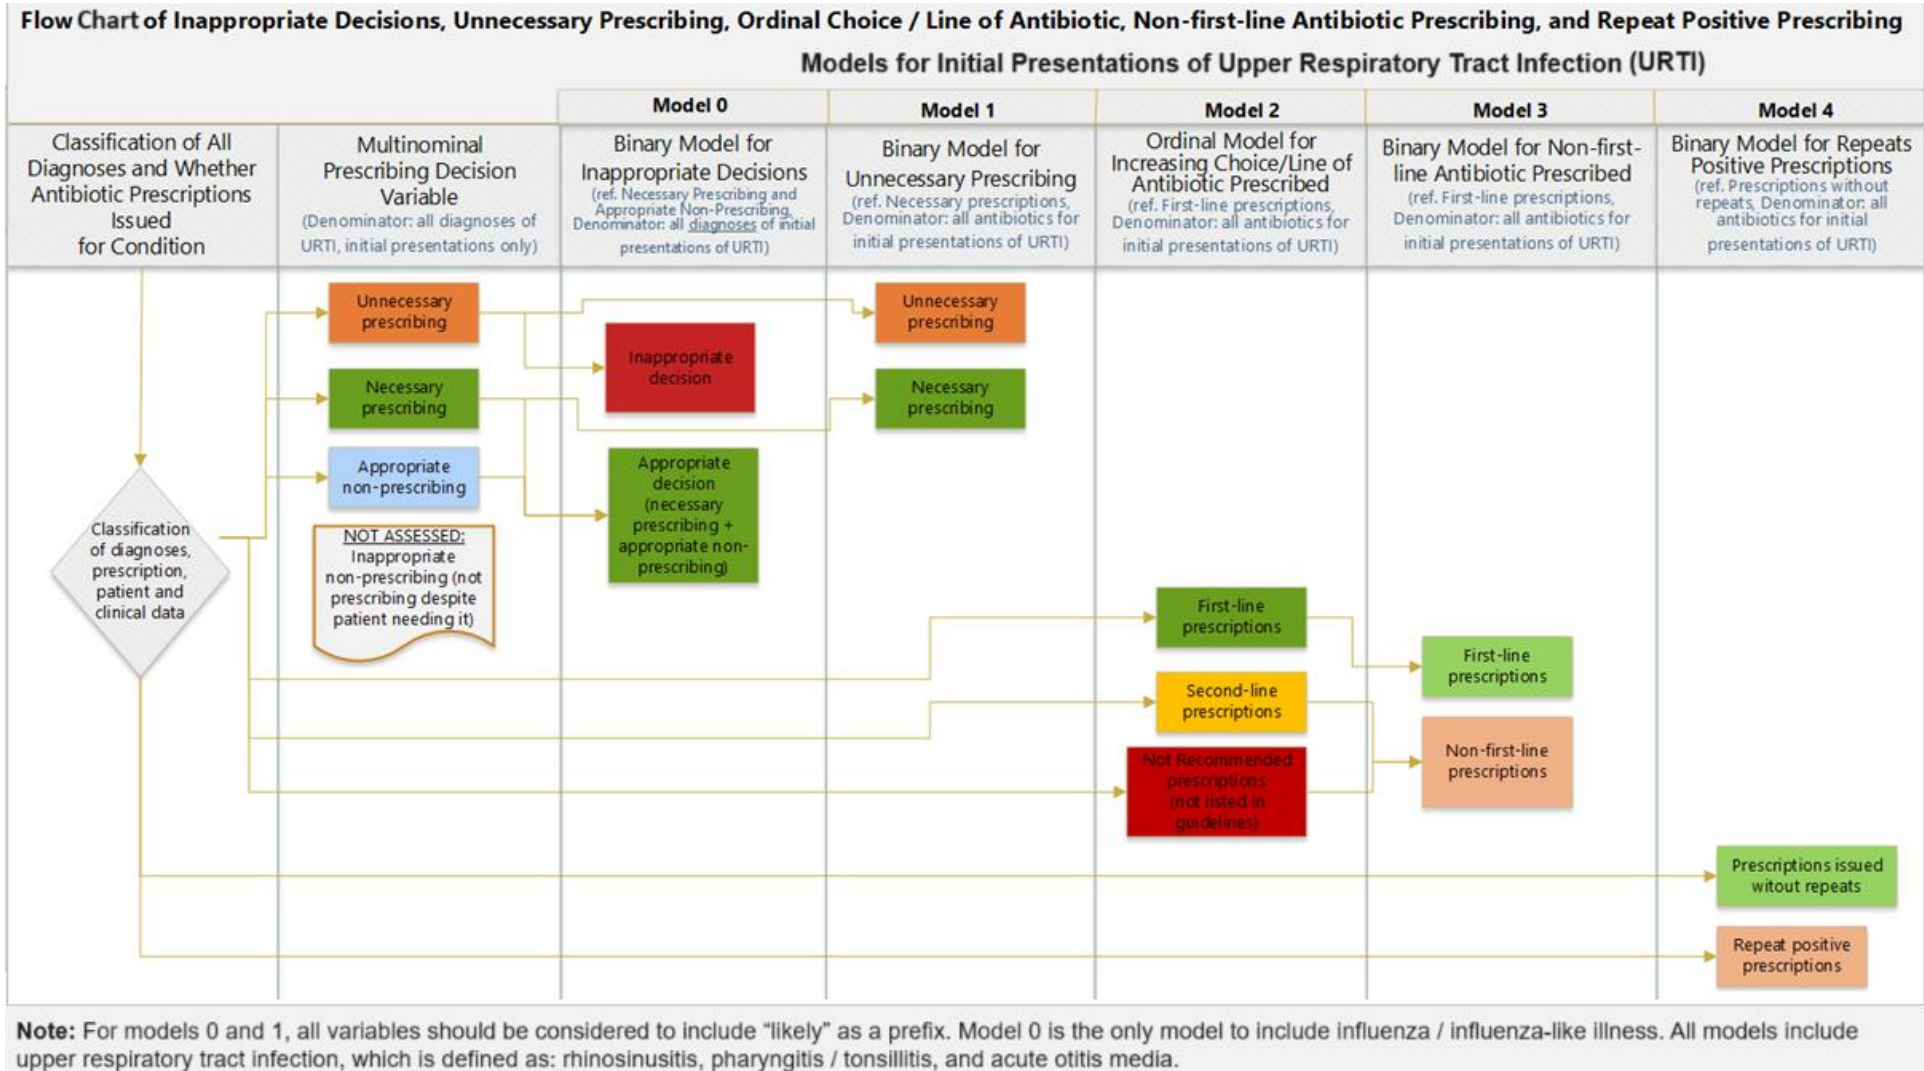 Flow Chart of Inappropriate Decisions, Unnecessary Prescribing, Ordinal Choice / Line of Antibiotic, Non-first-line Antibiotic Prescribing, and Repeat Positive Prescribing
Models for Initial Presentations of Upper Respiratory Tract Infection (URTI)
Model 0
Model 1
Model 2
Model 3
Model 4
Classification of All
Diagnoses and Whether
Antibiotic Prescriptions
Issued
for Condition
Multinominal
Prescribing Decision
Variable
(Denominator: all diagnoses of
URTI, initial presentations only)
Binary Model for
Inappropriate Decisions
(ref. Necessary Prescribing and
Appropriate Non-Prescribing,
Denominator: all diagnoses of initial
presentations of URTI)
Binary Model for
Unnecessary Prescribing
(ref. Necessary prescriptions,
Denominator: all antibiotics for
initial presentations of URTI)
Ordinal Model for
Increasing Choice/Line of
Antibiotic Prescribed
(ref. First-line prescriptions,
Denominator: all antibiotics for
initial presentations of URTI)
Binary Model for Non-first-
line Antibiotic Prescribed
(ref. First-line prescriptions,
Denominator: all antibiotics for
initial presentations of URTI)
Binary Model for Repeats
Positive Prescriptions
(ref. Prescriptions without
repeats, Denominator: all
antibiotics for initial
presentations of URTI)
Classification
of diagnoses,
prescription,
patient and
clinical data
Unnecessary
prescribing
Necessary
prescribing
Appropriate
non-prescribing
NOT ASSESSED:
Inappropriate
non-prescribing (not
prescribing despite
patient needing it)
Inappropriate
decision
Appropriate
decision
(necessary
prescribing +
appropriate non-
prescribing)
Unnecessary
prescribing
Necessary
prescribing
First-line
prescriptions
Second-line
prescriptions
Not Recommended
prescriptions
(not listed in
guidelines)
First-line
prescriptions
Non-first-line
prescriptions
Prescriptions issued
witout repeats
Repeat positive
prescriptions
Note: For models 0 and 1, all variables should be considered to include “likely” as a prefix. Model 0 is the only model to include influenza / influenza-like illness. All models include
upper respiratory tract infection, which is defined as: rhinosinusitis, pharyngitis / tonsillitis, and acute otitis media.